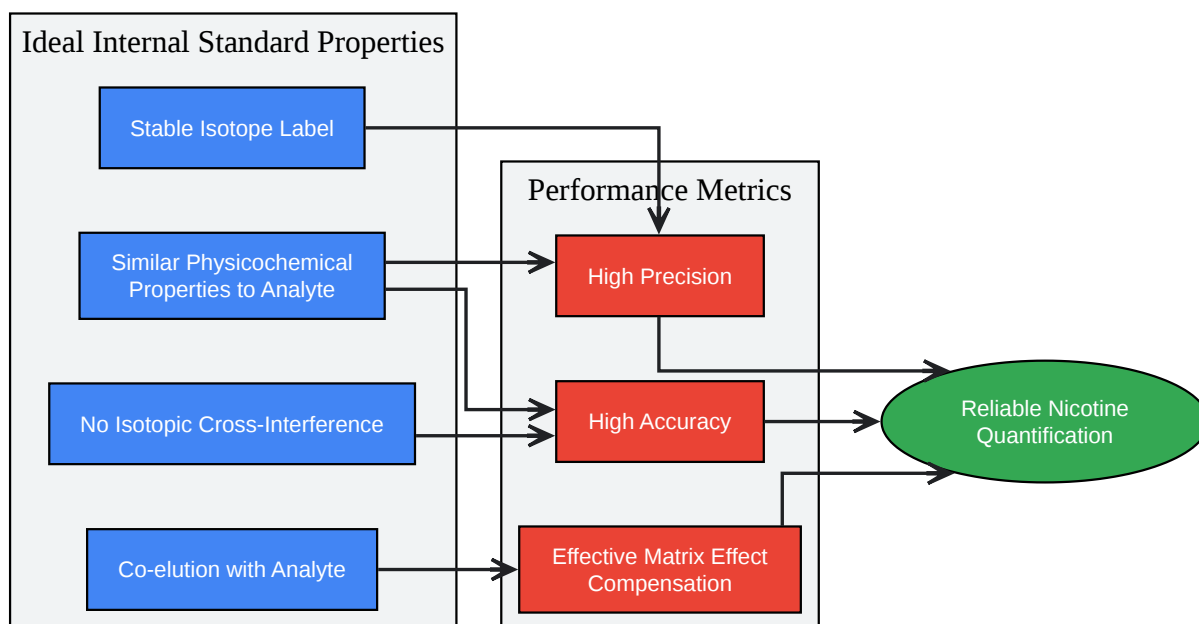 Ideal Internal Standard Properties
Stable Isotope Label
Similar Physicochemical
Properties to Analyte
No Isotopic Cross-Interference
Co-elution with Analyte
Performance Metrics
High Precision
High Accuracy
Effective Matrix Effect
Compensation
Reliable Nicotine
Quantification